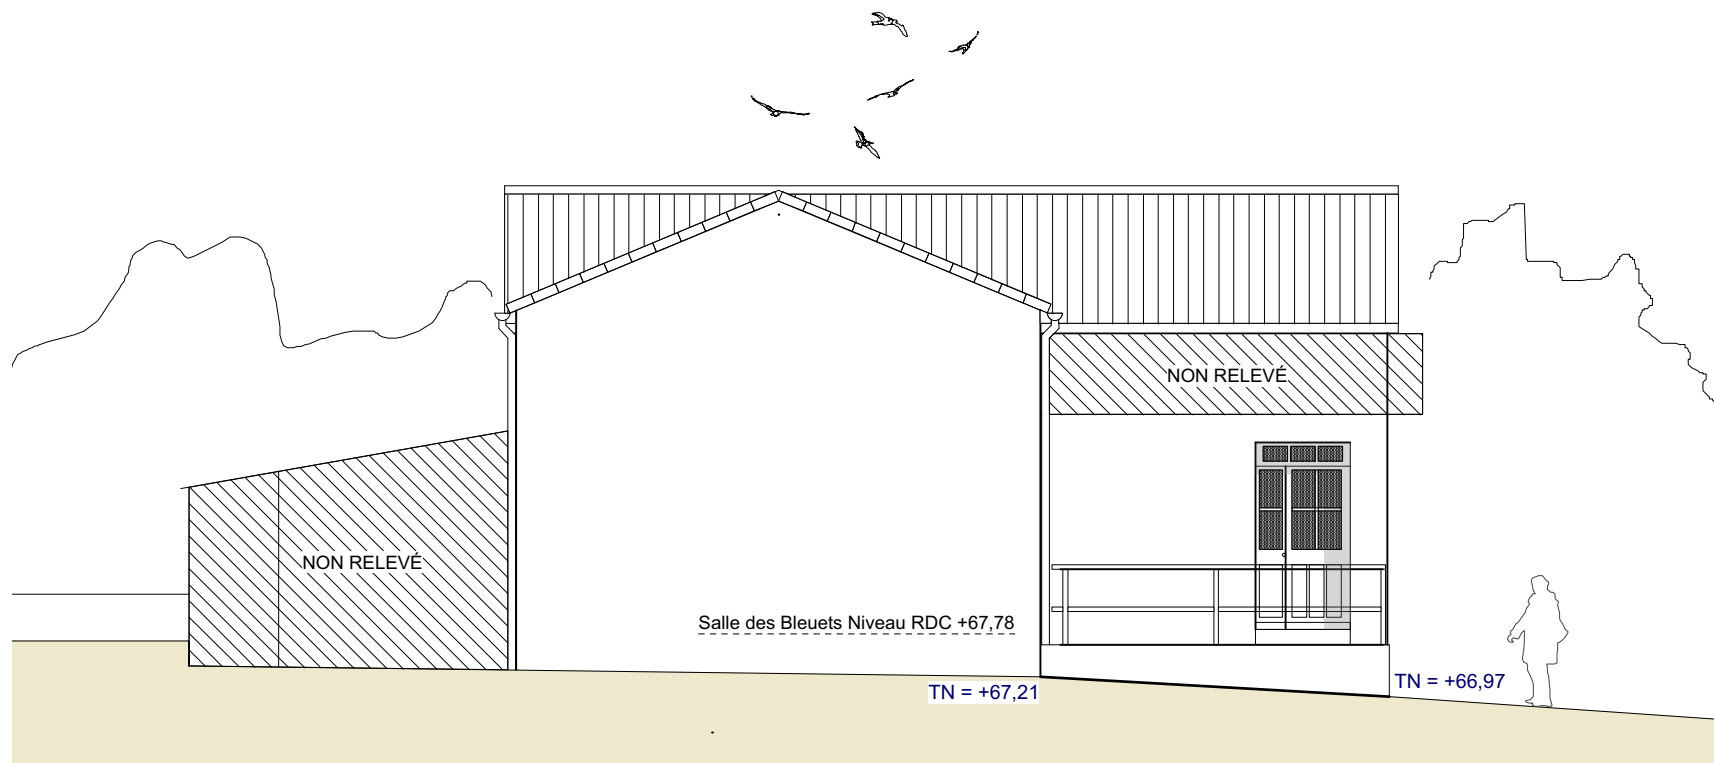 NON RELEVÉ
NON RELEVÉ
Salle des Bleuets Niveau RDC +67,78
TN = +67,21
TN = +66,97